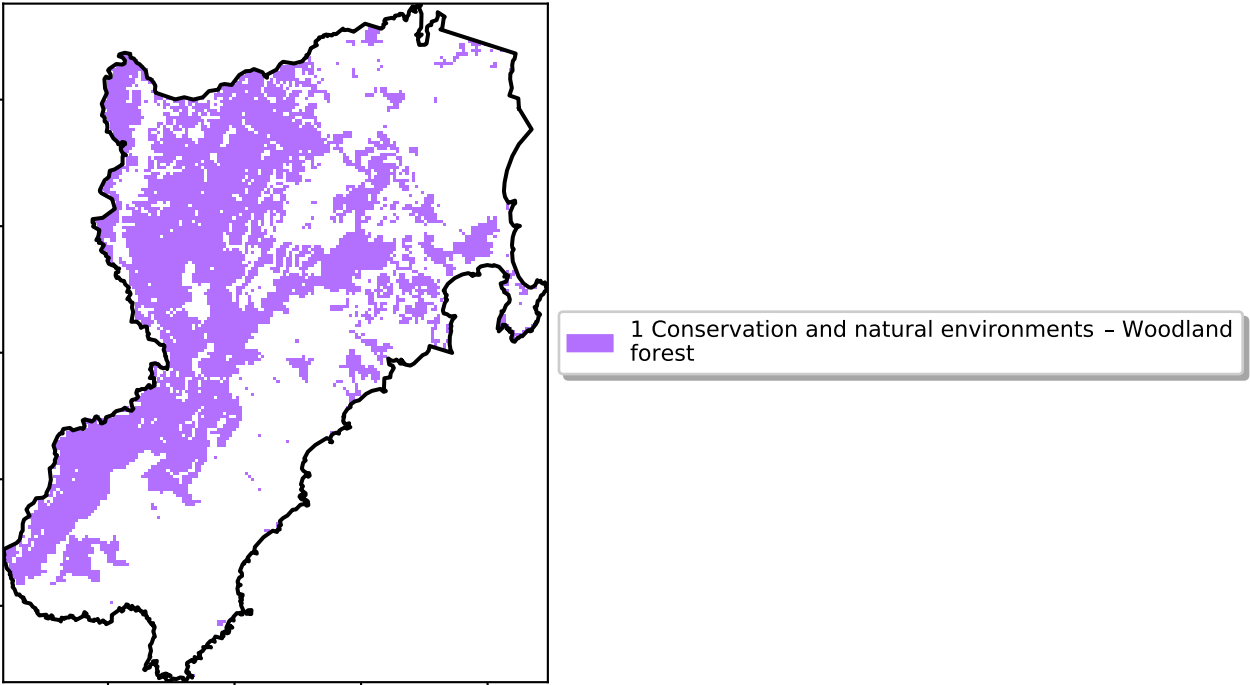 1 Conservation and natural environments – Woodland
forest